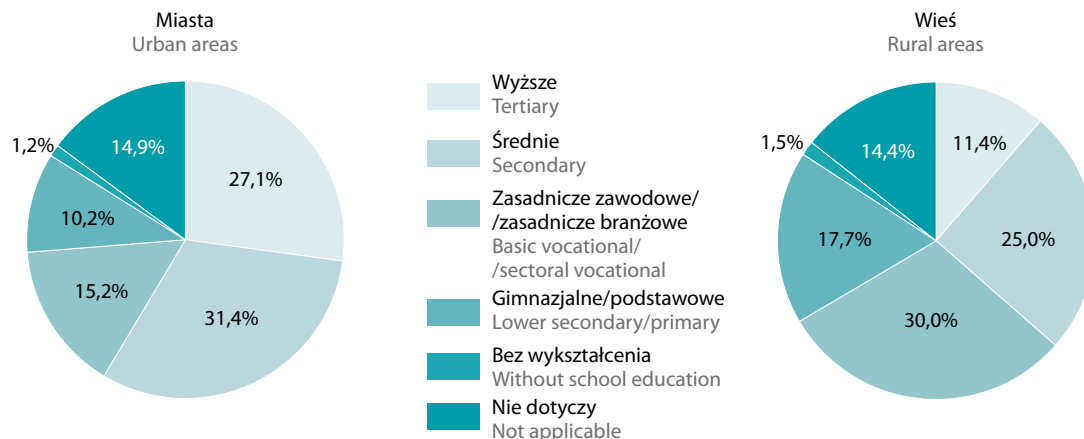 Miasta
Urban areas
1,2%
14,9%
27,1%
10,2%
15,2%
31,4%
Wyższe
Tertiary
Średnie
Secondary
Zasadnicze zawodowe/
/zasadnicze branżowe
Basic vocational/
/sectoral vocational
Gimnazjalne/podstawowe
Lower secondary/primary
Bez wykształcenia
Without school education
Nie dotyczy
Not applicable
Wieś
Rural areas
1,5%
14,4%
11,4%
17,7%
25,0%
30,0%